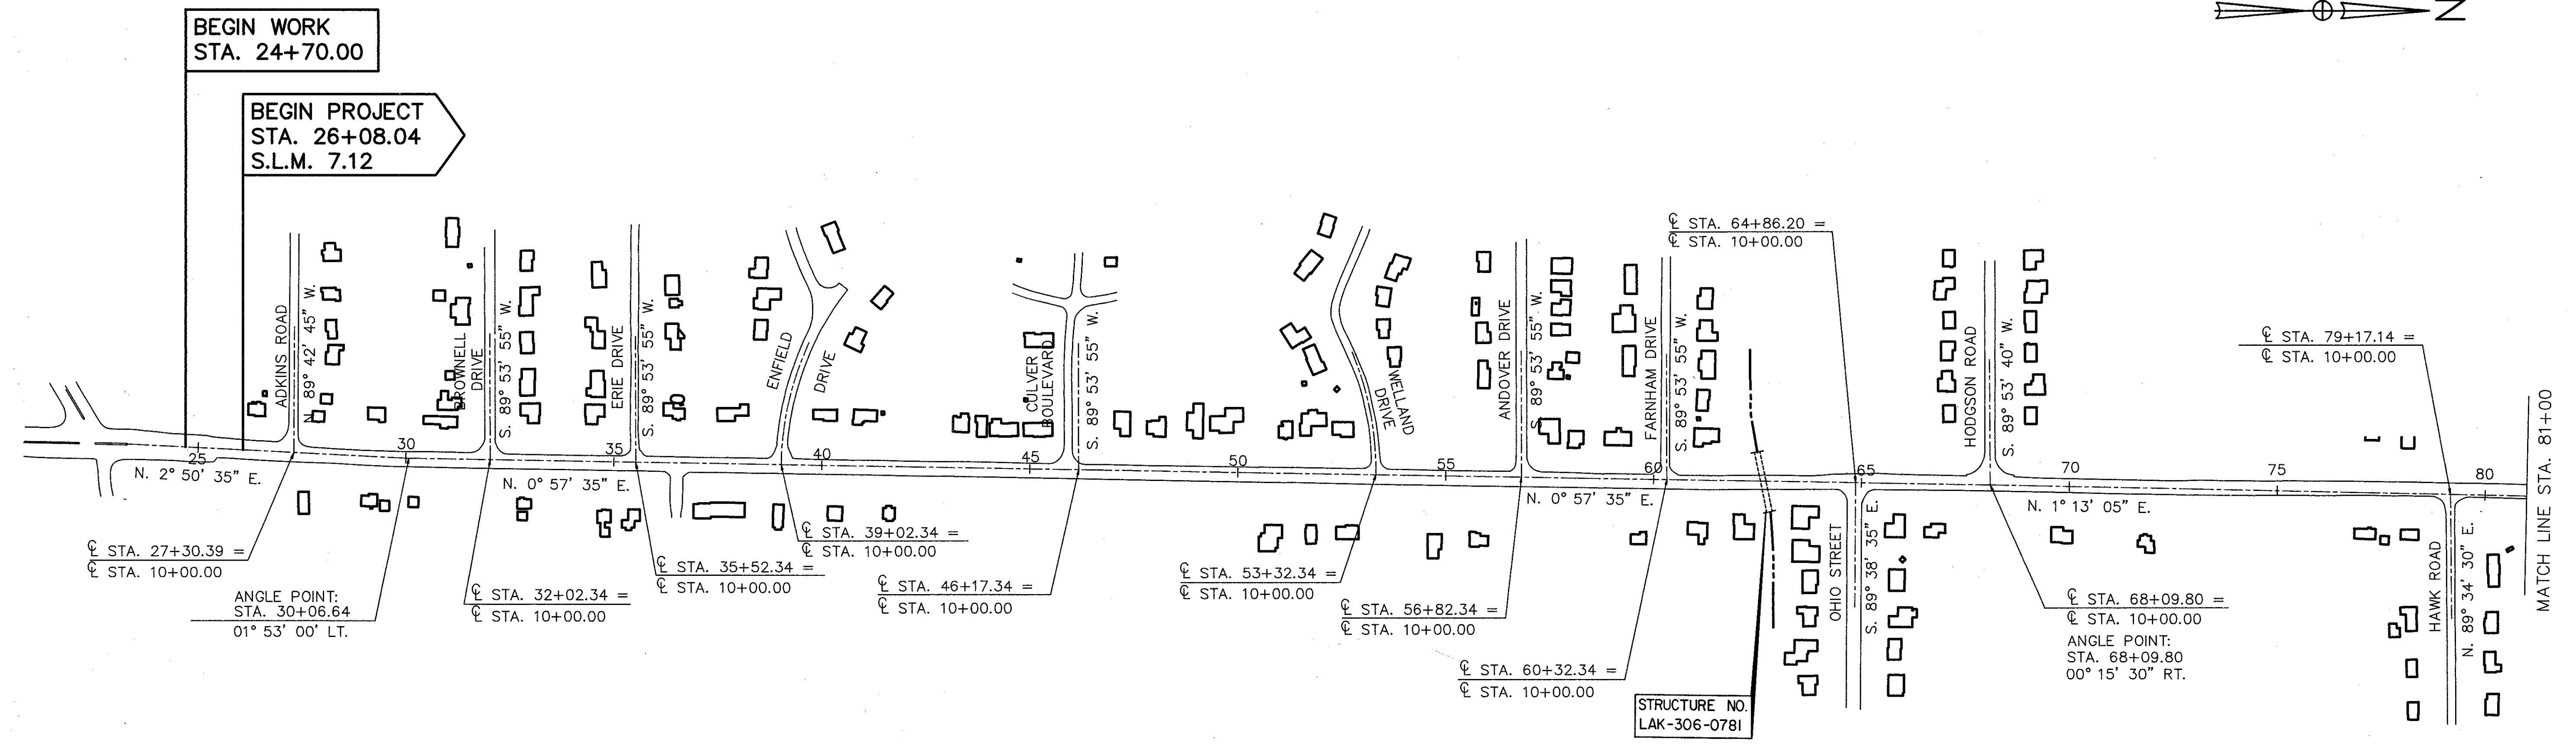 BEGIN WORK
STA. 24+70.00
N
BEGIN PROJECT
STA. 26+08.04
S.L.M. 7.12
ADKINS ROAD
N. 89° 42' 45" W.
BROWNELL
DRIVE
S. 89° 53' 55" W.
ERIE DRIVE
S. 89° 53' 55" W.
ENFIELD
DRIVE
CULVER
BOULEVARD
S. 89° 53' 55" W.
WELLAND
DRIVE
ANDOVER DRIVE
S. 89° 53' 55" W.
FARNHAM DRIVE
S. 89° 53' 55" W.
℄ STA. 64+86.20 =
℄ STA. 10+00.00
HODGSON ROAD
S. 89° 53' 40" W.
℄ STA. 79+17.14 =
℄ STA. 10+00.00
MATCH LINE STA. 81+00
25
30
35
40
45
50
55
60
65
70
75
80
N. 2° 50' 35" E.
N. 0° 57' 35" E.
N. 0° 57' 35" E.
N. 1° 13' 05" E.
℄ STA. 27+30.39 =
℄ STA. 10+00.00
ANGLE POINT:
STA. 30+06.64
01° 53' 00' LT.
℄ STA. 32+02.34 =
℄ STA. 10+00.00
℄ STA. 35+52.34 =
℄ STA. 10+00.00
℄ STA. 39+02.34 =
℄ STA. 10+00.00
℄ STA. 46+17.34 =
℄ STA. 10+00.00
℄ STA. 53+32.34 =
℄ STA. 10+00.00
℄ STA. 56+82.34 =
℄ STA. 10+00.00
℄ STA. 60+32.34 =
℄ STA. 10+00.00
STRUCTURE NO.
LAK-306-0781
OHIO STREET
S. 89° 38' 35" E.
℄ STA. 68+09.80 =
℄ STA. 10+00.00
ANGLE POINT:
STA. 68+09.80
00° 15' 30" RT.
HAWK ROAD
N. 89° 34' 30" E.